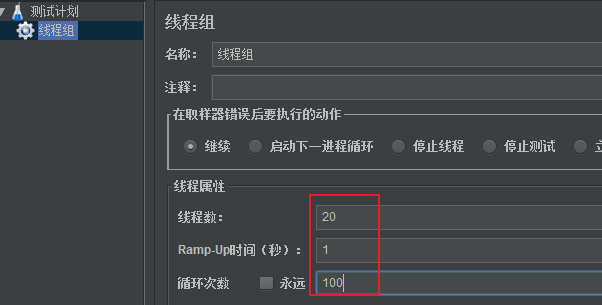 测试计划
线程组
线程组
名称： 线程组
注释：
在取样器错误后要执行的动作
继续 启动下一进程循环 停止线程 停止测试
线程属性
线程数： 20
Ramp-Up时间（秒）： 1
循环次数 永远 100